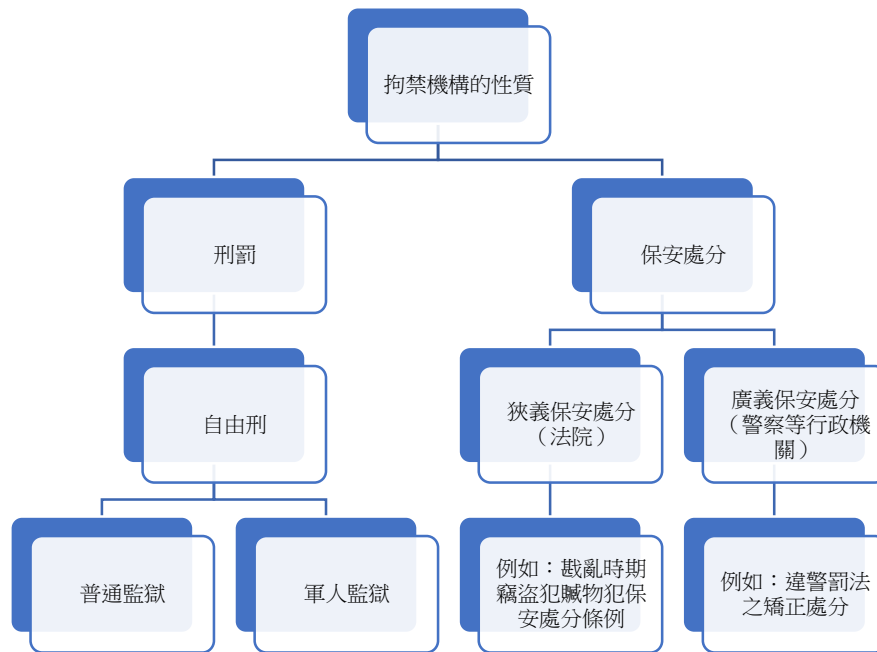 拘禁機構的性質
刑罰
保安處分
自由刑
狹義保安處分
（法院）
廣義保安處分
（警察等行政機
關）
普通監獄
軍人監獄
例如：戡亂時期
竊盜犯贓物犯保
安處分條例
例如：違警罰法
之矯正處分